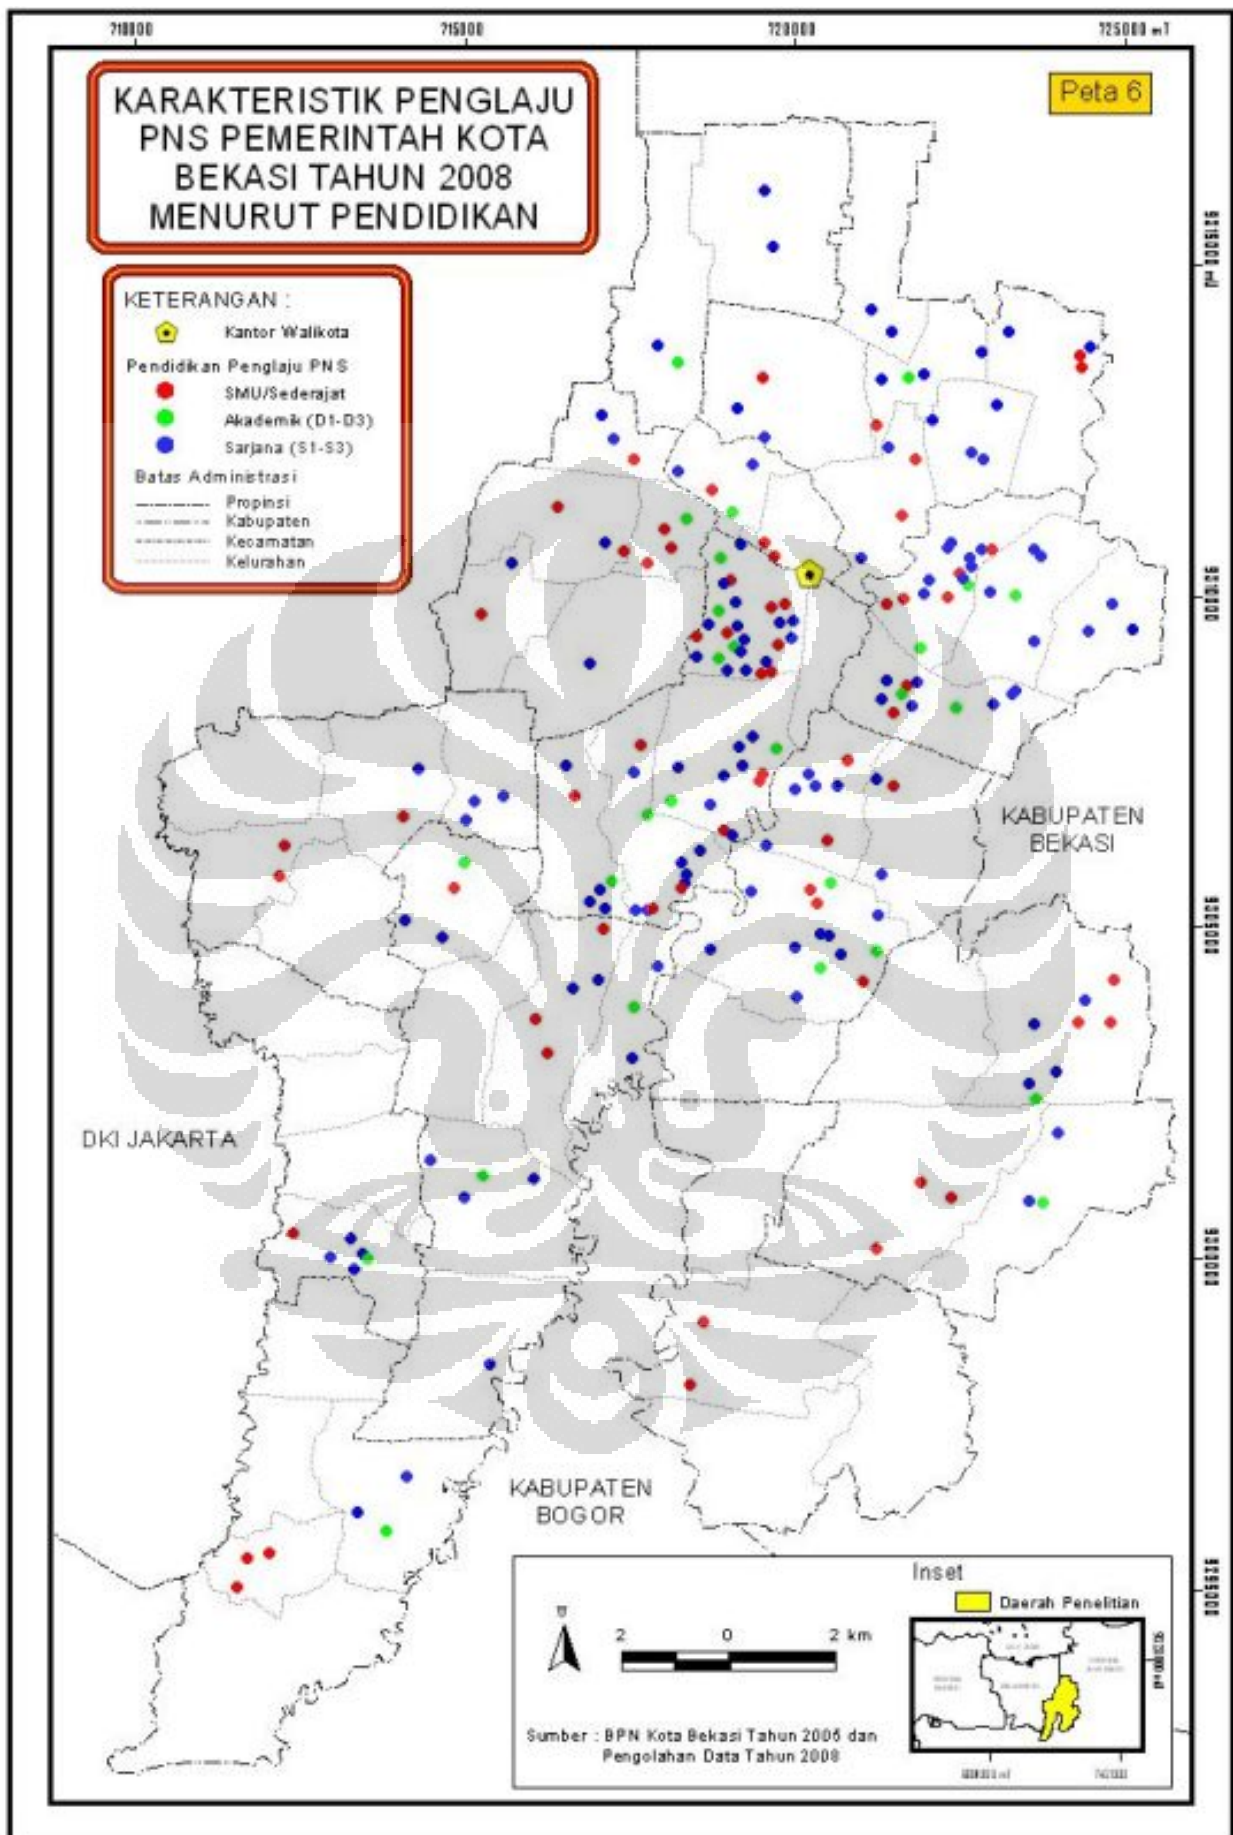 710000 715000 720000 725000 mT
KARAKTERISTIK PENGLAJU
PNS PEMERINTAH KOTA
BEKASI TAHUN 2008
MENURUT PENDIDIKAN
Peta 6
KETERANGAN :
Kantor Walikota
Pendidikan Penglaju PNS
SMU/Sederajat
Akademik (D1-D3)
Sarjana (S1-S3)
Batas Administrasi
Propinsi
Kabupaten
Kecamatan
Kelurahan
KABUPATEN
BEKASI
DKI JAKARTA
KABUPATEN
BOGOR
Inset
Daerah Penelitian
2 0 2 km
Sumber : BPN Kota Bekasi Tahun 2005 dan
Pengolahan Data Tahun 2008